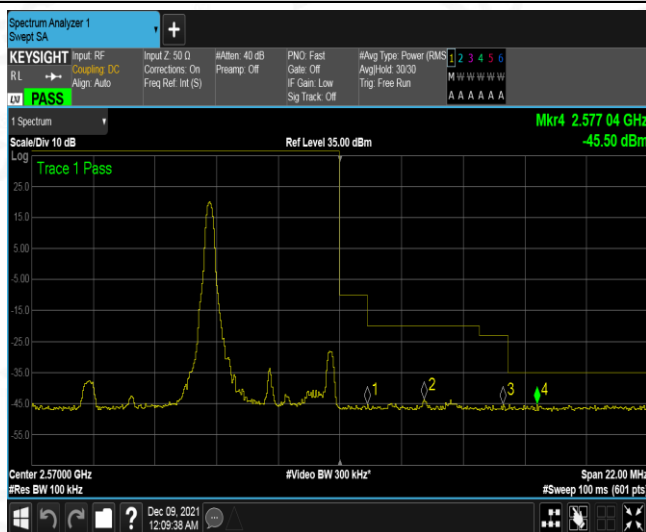 Spectrum Analyzer 1
Swept SA
+
KEYSIGHT
RL
LXI PASS
Input: RF
Coupling: DC
Align: Auto
Input Z: 50 Ω
Corrections: On
Freq Ref: Int (S)
#Atten: 40 dB
Preamp: Off
PNO: Fast
Gate: Off
IF Gain: Low
Sig Track: Off
#Avg Type: Power (RMS
Avg|Hold: 30/30
Trig: Free Run
1 2 3 4 5 6
M W W W W W
A A A A A A
1 Spectrum
Mkr4 2.577 04 GHz
Scale/Div 10 dB
Ref Level 35.00 dBm
-45.50 dBm
Log
Trace 1 Pass
25.0
15.0
5.00
-5.00
-15.0
-25.0
-35.0
-45.0
-55.0
1
2
3
4
Center 2.57000 GHz
#Video BW 300 kHz*
Span 22.00 MHz
#Res BW 100 kHz
#Sweep 100 ms (601 pts)
?
Dec 09, 2021
12:09:38 AM